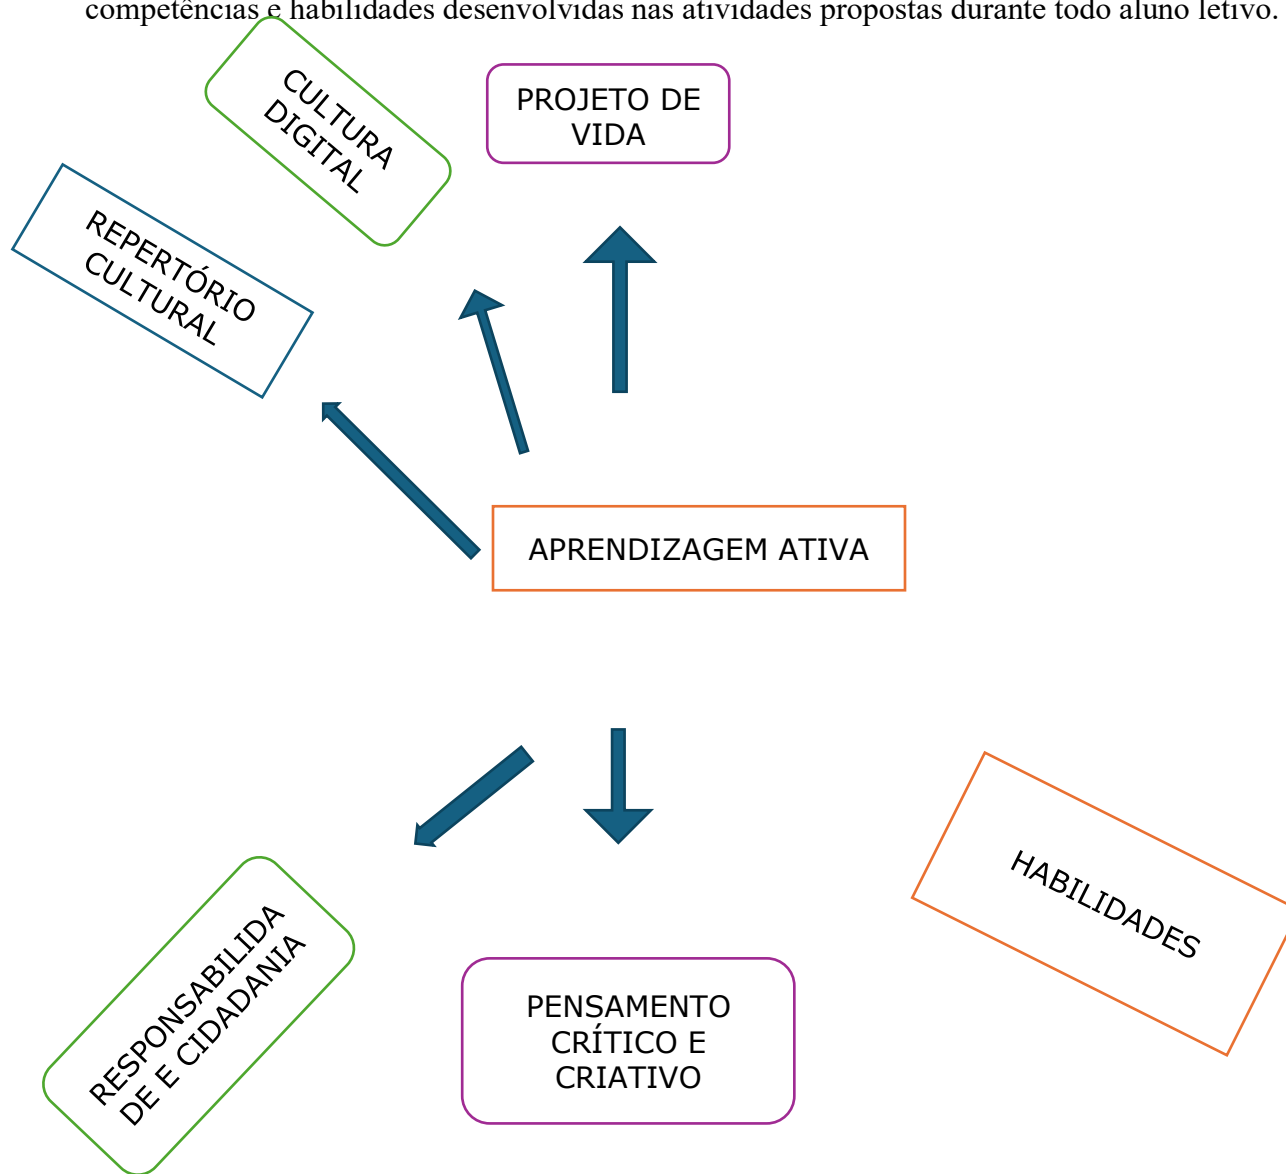 competências e habilidades desenvolvidas nas atividades propostas durante todo aluno letivo.
CULTURA
DIGITAL
PROJETO DE
VIDA
REPERTÓRIO
CULTURAL
APRENDIZAGEM ATIVA
HABILIDADES
RESPONSABILIDA
DE E CIDADANIA
PENSAMENTO
CRÍTICO E
CRIATIVO